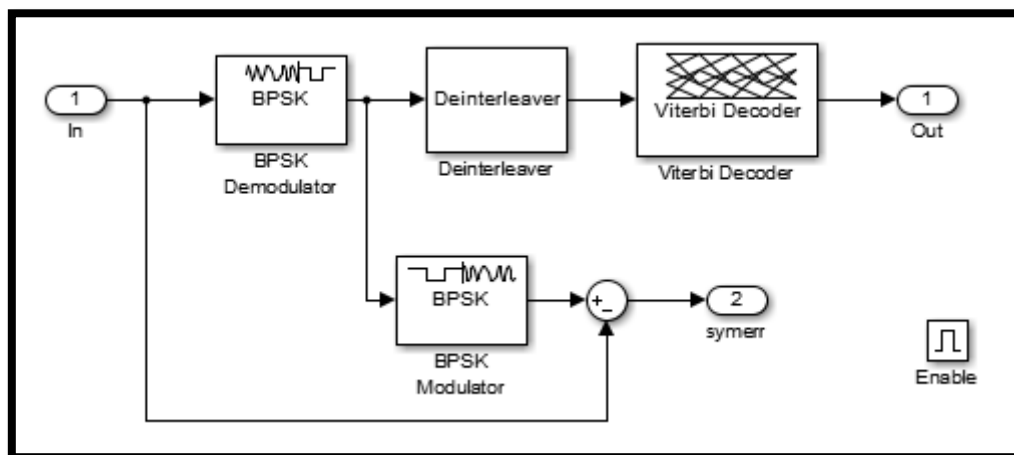 1
In
BPSK
BPSK
Demodulator
Deinterleaver
Deinterleaver
Viterbi Decoder
Viterbi Decoder
1
Out
BPSK
BPSK
Modulator
+
-
2
symerr
Enable